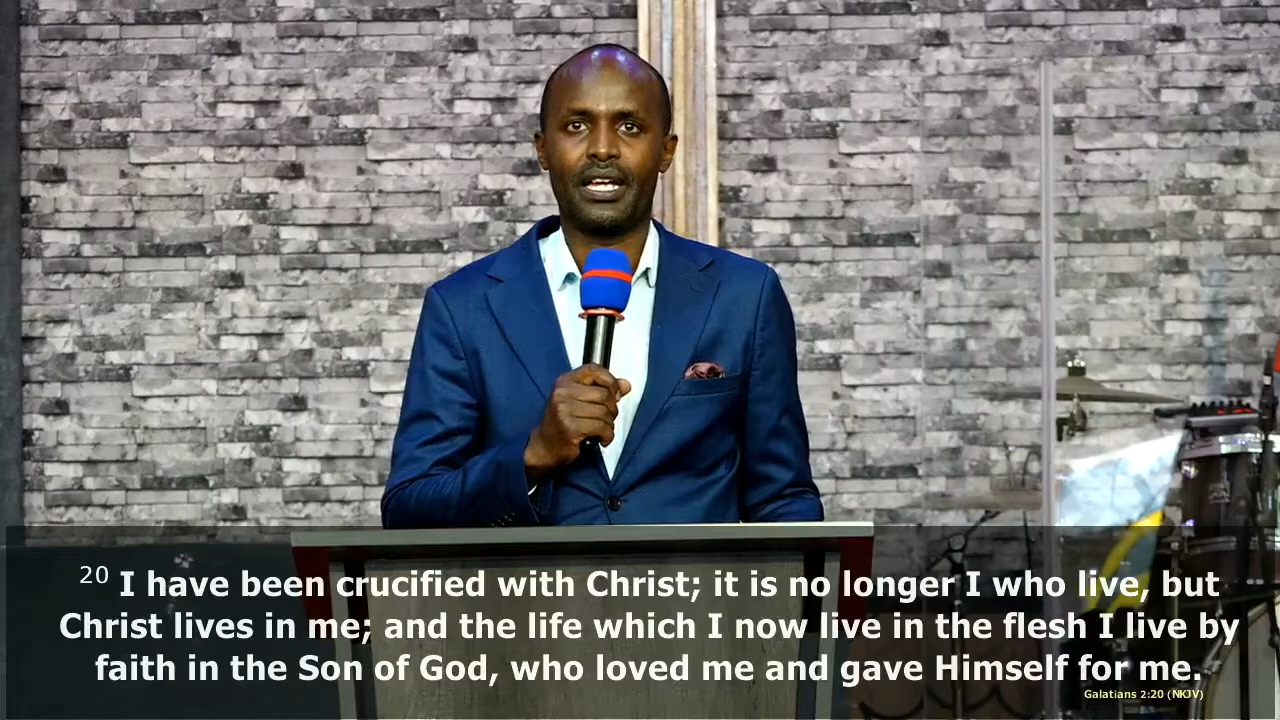 20 I have been crucified with Christ; it is no longer I who live, but
Christ lives in me; and the life which I now live in the flesh I live by
faith in the Son of God, who loved me and gave Himself for me.
Galatians 2:20 (NKJV)